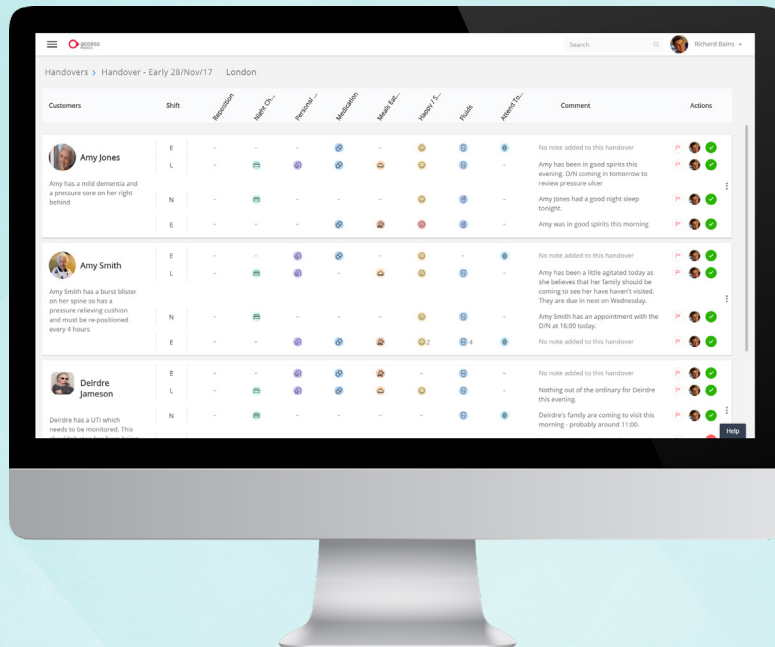 access
Search
Richard Bains
Handovers > Handover - Early 28/Nov/17 London
Customers Shift Reposition Night Ch... Personal ... Medication Meals Eat... Happy / S... Fluids Attend To... Comment Actions
Amy Jones
Amy has a mild dementia and
a pressure sore on her right
behind
E - - - - No note added to this handover
L - - Amy has been in good spirits this
evening. D/N coming in tomorrow to
review pressure ulcer
N - - - - - Amy Jones had a good night sleep
tonight.
E - - - - Amy was in good spirits this morning
Amy Smith
Amy Smith has a burst blister
on her spine so has a
pressure relieving cushion
and must be re-positioned
every 4 hours
E - - - No note added to this handover
L - - - Amy has been a little agitated today as
she believes that her family should be
coming to see her have haven't visited.
They are due in next on Wednesday.
N - - - - - Amy Smith has an appointment with the
D/N at 16:00 today.
E - - 2 4 No note added to this handover
Deirdre
Jameson
Deirdre has a UTI which
needs to be monitored. This
E - - - - No note added to this handover
L - - Nothing out of the ordinary for Deirdre
this evening.
N - - - - - Deirdre's family are coming to visit this
morning - probably around 11:00.
Help